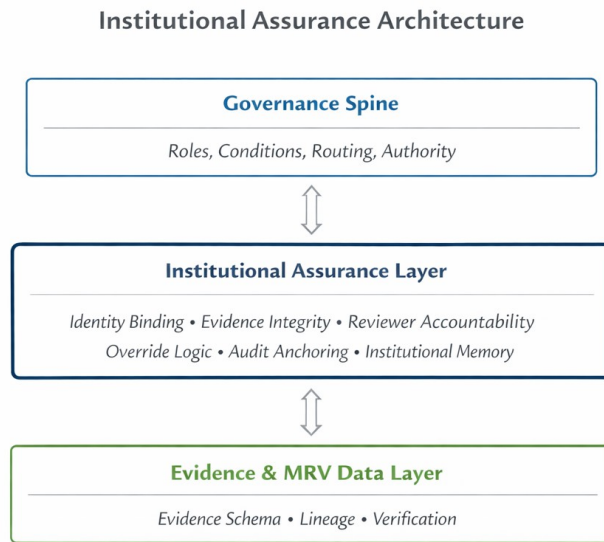 Institutional Assurance Architecture
Governance Spine
Roles, Conditions, Routing, Authority
Institutional Assurance Layer
Identity Binding • Evidence Integrity • Reviewer Accountability
Override Logic • Audit Anchoring • Institutional Memory
Evidence & MRV Data Layer
Evidence Schema • Lineage • Verification